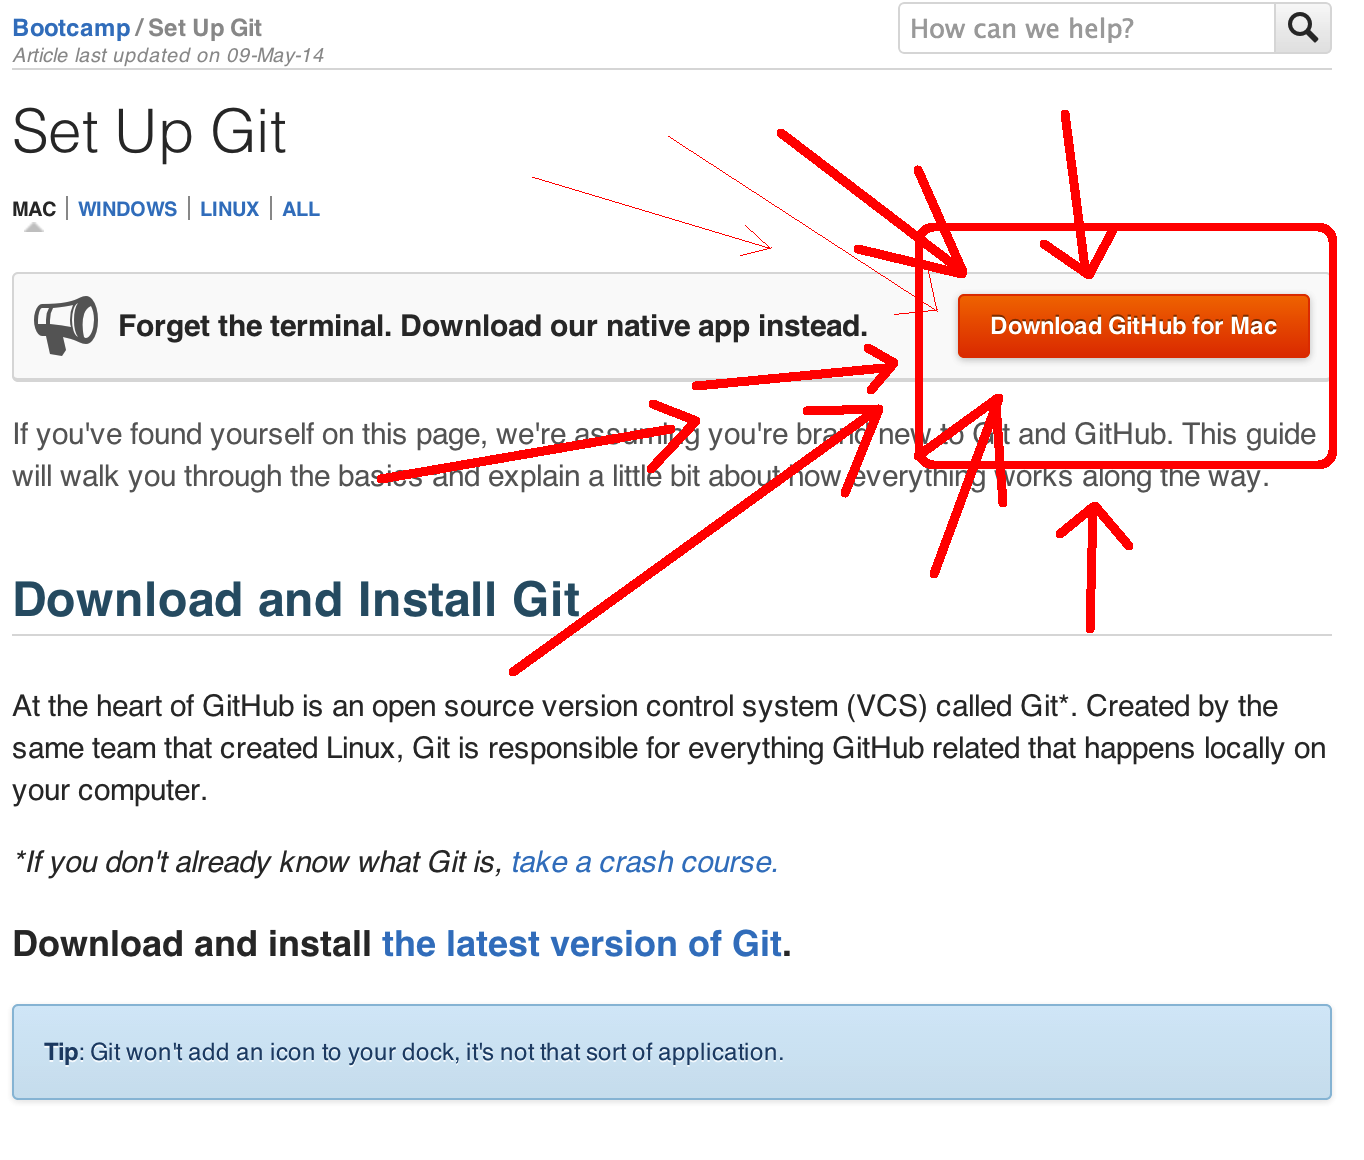 Bootcamp / Set Up Git
Article last updated on 09-May-14
How can we help?
Set Up Git
MAC | WINDOWS | LINUX | ALL
Forget the terminal. Download our native app instead.
Download GitHub for Mac
If you've found yourself on this page, we're assuming you're brand new to Git and GitHub. This guide
will walk you through the basics and explain a little bit about how everything works along the way.
Download and Install Git
At the heart of GitHub is an open source version control system (VCS) called Git*. Created by the
same team that created Linux, Git is responsible for everything GitHub related that happens locally on
your computer.
*If you don't already know what Git is, take a crash course.
Download and install the latest version of Git.
Tip: Git won't add an icon to your dock, it's not that sort of application.